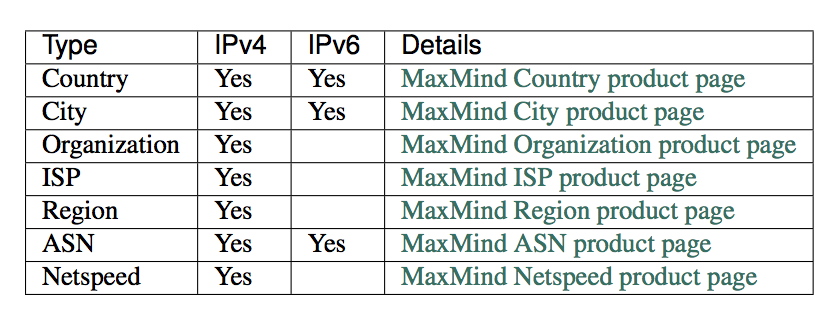 Type IPv4 IPv6 Details
Country Yes Yes MaxMind Country product page
City Yes Yes MaxMind City product page
Organization Yes MaxMind Organization product page
ISP Yes MaxMind ISP product page
Region Yes MaxMind Region product page
ASN Yes Yes MaxMind ASN product page
Netspeed Yes MaxMind Netspeed product page